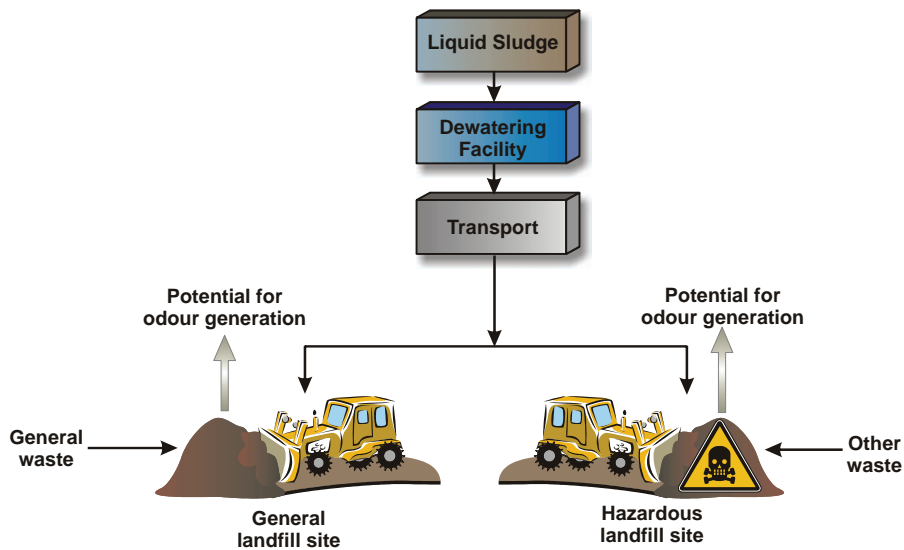 Liquid Sludge
Dewatering
Facility
Transport
Potential for
odour generation
Potential for
odour generation
General
waste
Other
waste
General
landfill site
Hazardous
landfill site